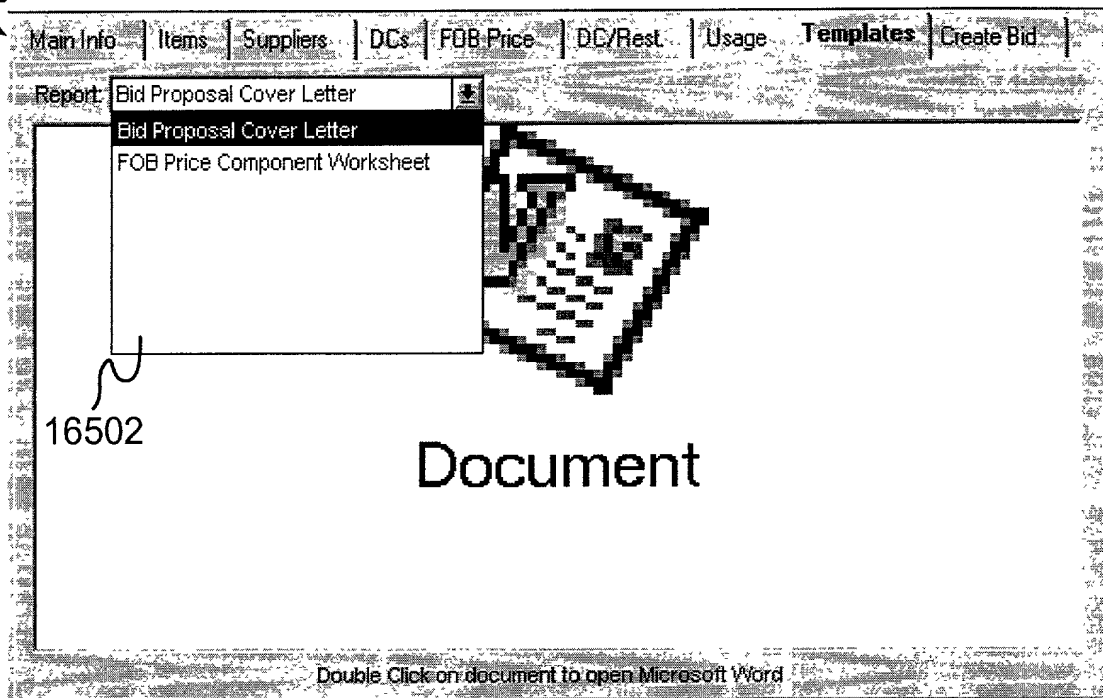 Main Info Items Suppliers DCs FOB Price DC/Rest. Usage Templates Create Bid
Report: Bid Proposal Cover Letter
Bid Proposal Cover Letter
FOB Price Component Worksheet
16502
Document
Double Click on document to open Microsoft Word